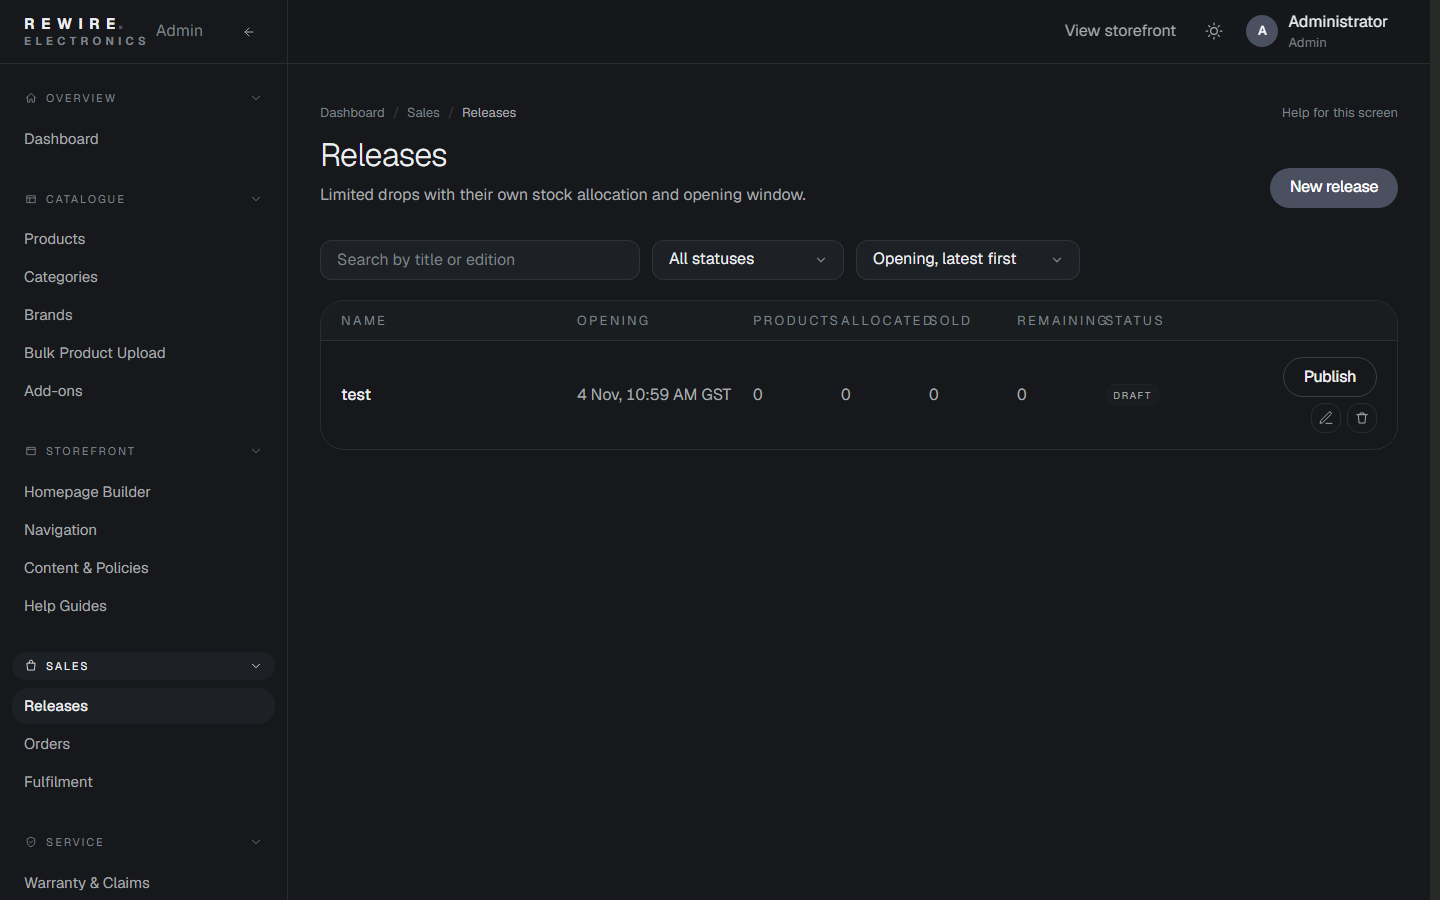 REWIRE.
ELECTRONICS
Admin
View storefront
A
Administrator
Admin
OVERVIEW
Dashboard
CATALOGUE
Products
Categories
Brands
Bulk Product Upload
Add-ons
STOREFRONT
Homepage Builder
Navigation
Content & Policies
Help Guides
SALES
Releases
Orders
Fulfilment
SERVICE
Warranty & Claims
Dashboard / Sales / Releases
Help for this screen
Releases
Limited drops with their own stock allocation and opening window.
New release
Search by title or edition
All statuses
Opening, latest first
NAME OPENING PRODUCTS ALLOCATED SOLD REMAINING STATUS
test 4 Nov, 10:59 AM GST 0 0 0 0 DRAFT Publish